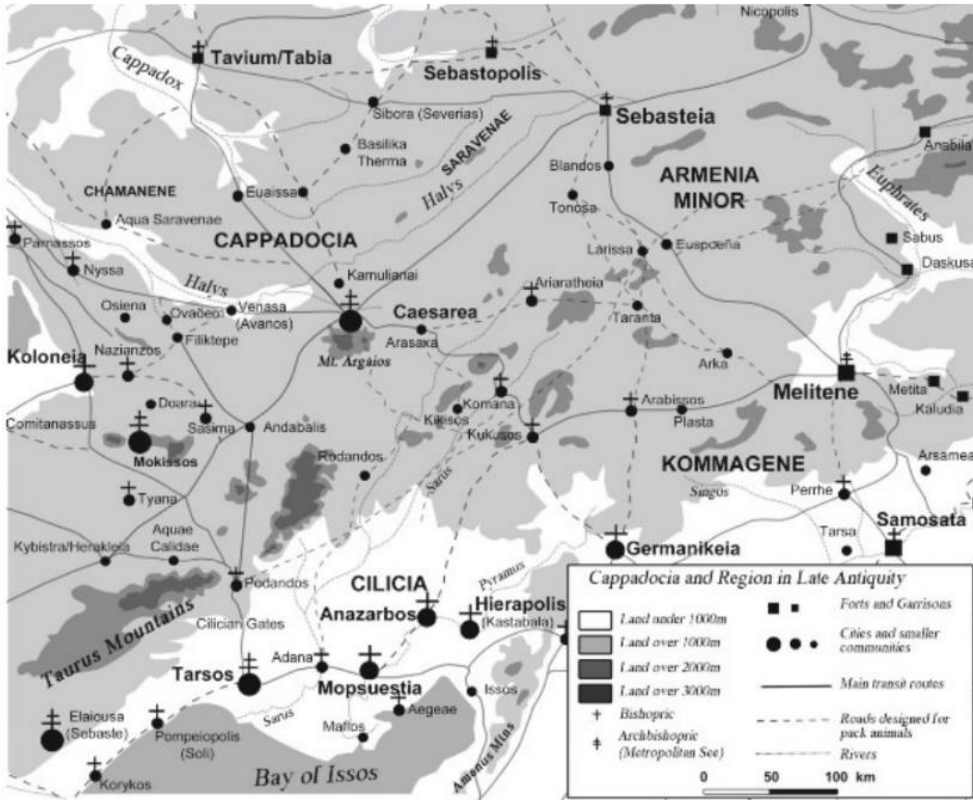 Nicopolis
Cappadox
Tavium/Tabia
Sebastopolis
Sibora (Severias)
Sebasteia
Basilika
Therma
SARAVENAE
Blandos
ARMENIA
MINOR
Anabila
Euphrates
CHAMANENE
Euaissa
Halys
Tonosa
Aqua Saravenae
Parnassos
CAPPADOCIA
Larissa
Euspoena
Sabus
Daskusa
Nyssa
Kamulianai
Ariaratheia
Halys
Osiena
Venasa
(Avanos)
Caesarea
Taranta
Filiktepe
Arasaxa
Koloneia
Nazianzos
Mt. Argaios
Arka
Melitene
Metita
Kaludia
Comitanassus
Doara
Sasima
Andabalis
Komana
Kikisos
Kukusos
Arabissos
Plasta
Mokissos
Rodandos
Sarus
KOMMAGENE
Arsamea
Tyana
Singos
Perrhe
Aquae
Calidae
Kybistra/Herakleia
Samosata
Tarsa
Germanikeia
Podandos
CILICIA
Pyramus
Anazarbos
Hierapolis
(Kastabala)
Taurus Mountains
Cilician Gates
Tarsos
Adana
Mopsuestia
Issos
Elaiousa
(Sebaste)
Pompeiopolis
(Soli)
Sarus
Mallos
Aegeae
Korykos
Bay of Issos
Amanus Mtns
Cappadocia and Region in Late Antiquity
Land under 1000m
Land over 1000m
Land over 2000m
Land over 3000m
Bishopric
Archbishopric
(Metropolitan See)
Forts and Garrisons
Cities and smaller
communities
Main transit routes
Roads designed for
pack animals
Rivers
0 50 100 km